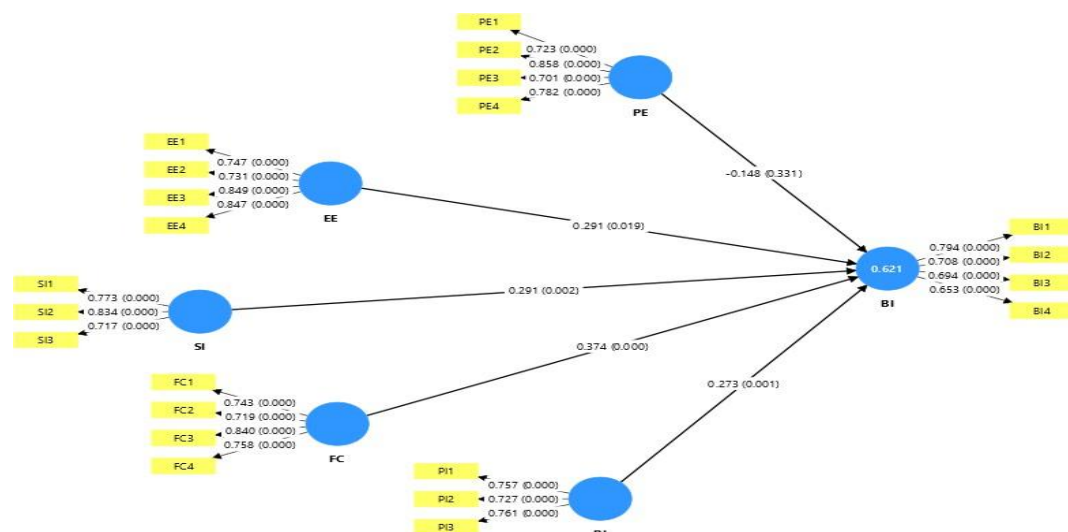 PE1
PE2
PE3
PE4
0.723 (0.000)
0.858 (0.000)
0.701 (0.000)
0.782 (0.000)
PE
-0.148 (0.331)
EE1
EE2
EE3
EE4
0.747 (0.000)
0.731 (0.000)
0.849 (0.000)
0.847 (0.000)
EE
0.291 (0.019)
BI1
BI2
BI3
BI4
0.794 (0.000)
0.708 (0.000)
0.694 (0.000)
0.653 (0.000)
0.621
BI
SI1
SI2
SI3
0.773 (0.000)
0.834 (0.000)
0.717 (0.000)
SI
0.291 (0.002)
0.374 (0.000)
FC1
FC2
FC3
FC4
0.743 (0.000)
0.719 (0.000)
0.840 (0.000)
0.758 (0.000)
FC
0.273 (0.001)
PI1
PI2
PI3
0.757 (0.000)
0.727 (0.000)
0.761 (0.000)